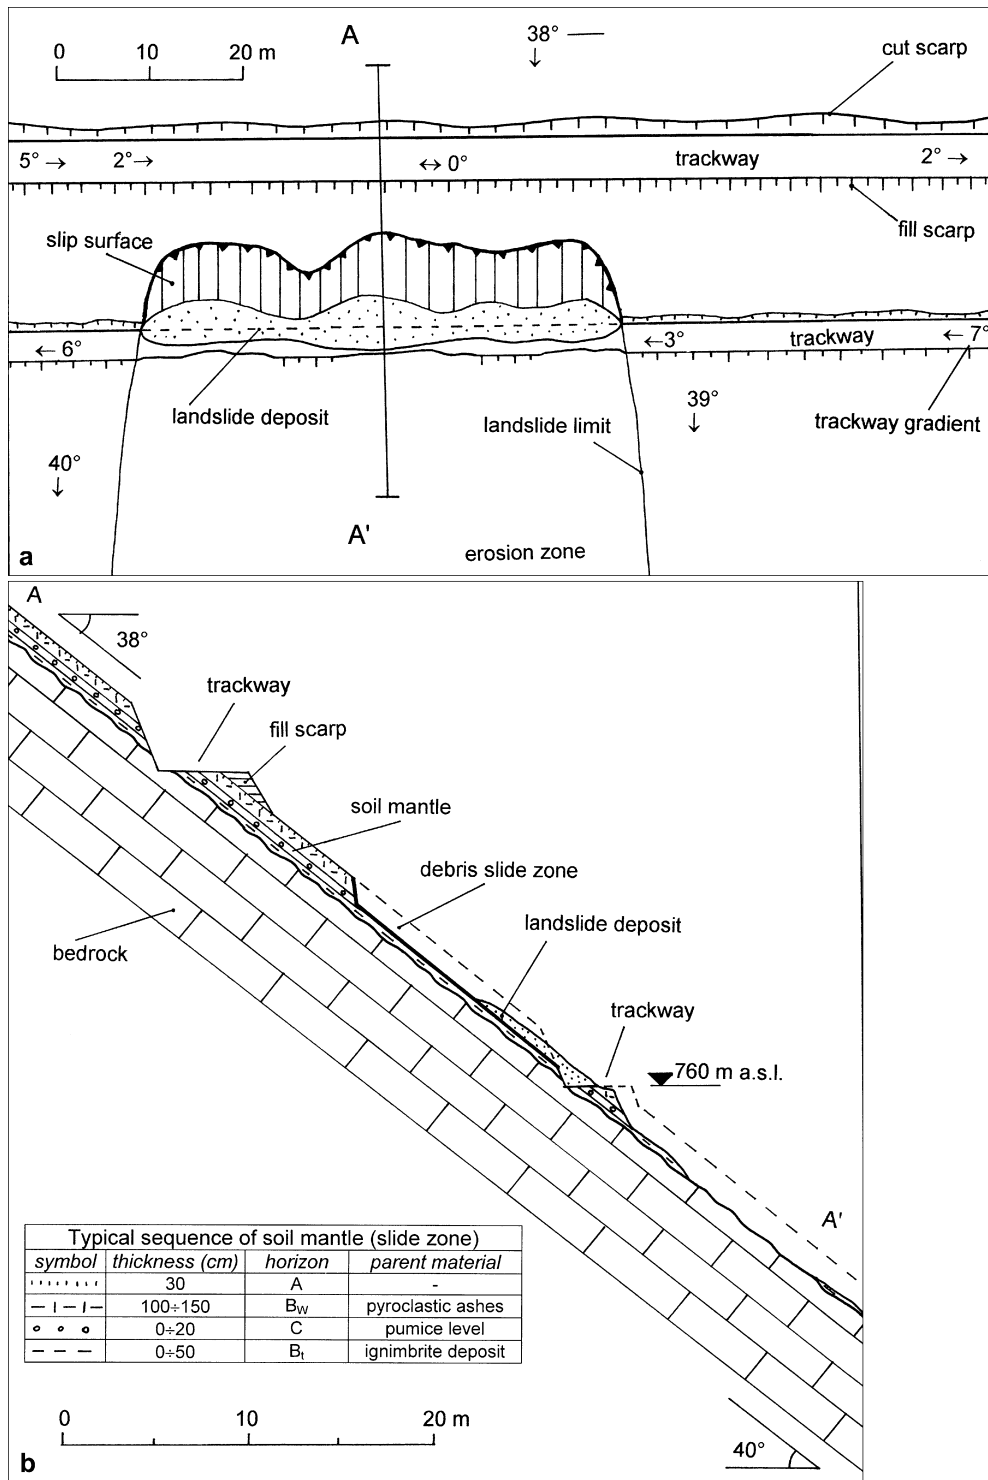 A
38°
0 10 20 m
cut scarp
5° → 2°→ ↔ 0° trackway 2° →
fill scarp
slip surface
← 6° ←3° trackway ← 7°
landslide deposit
39°
landslide limit
trackway gradient
40°
A'
a
erosion zone
A
38°
trackway
fill scarp
soil mantle
debris slide zone
landslide deposit
bedrock
trackway
760 m a.s.l.
A'
Typical sequence of soil mantle (slide zone)
symbol thickness (cm) horizon parent material
30 A -
100÷150 Bw pyroclastic ashes
0÷20 C pumice level
0÷50 Bt ignimbrite deposit
0 10 20 m
40°
b